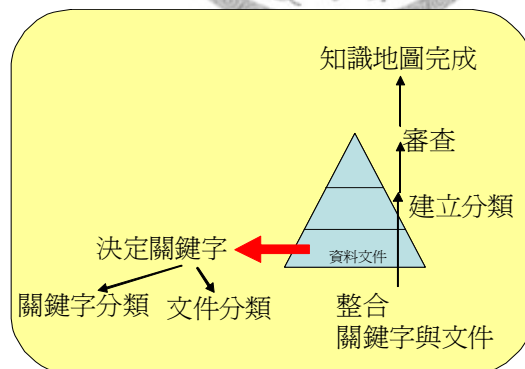 知識地圖完成
審查
建立分類
決定關鍵字
資料文件
關鍵字分類 文件分類
整合
關鍵字與文件